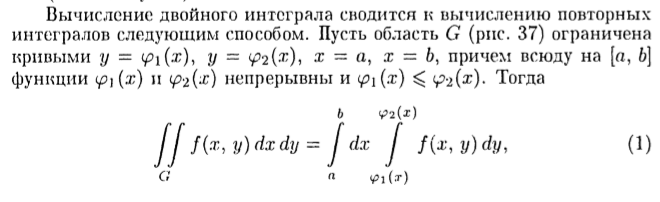 Вычисление двойного интеграла сводится к вычислению повторных
интегралов следующим способом. Пусть область G (рис. 37) ограничена
кривыми y = φ₁(x), y = φ₂(x), x = a, x = b, причем всюду на [a, b]
функции φ₁(x) и φ₂(x) непрерывны и φ₁(x) ⩽ φ₂(x). Тогда
∬_G f(x, y) dx dy = ∫_a^b dx ∫_{φ₁(x)}^{φ₂(x)} f(x, y) dy, (1)